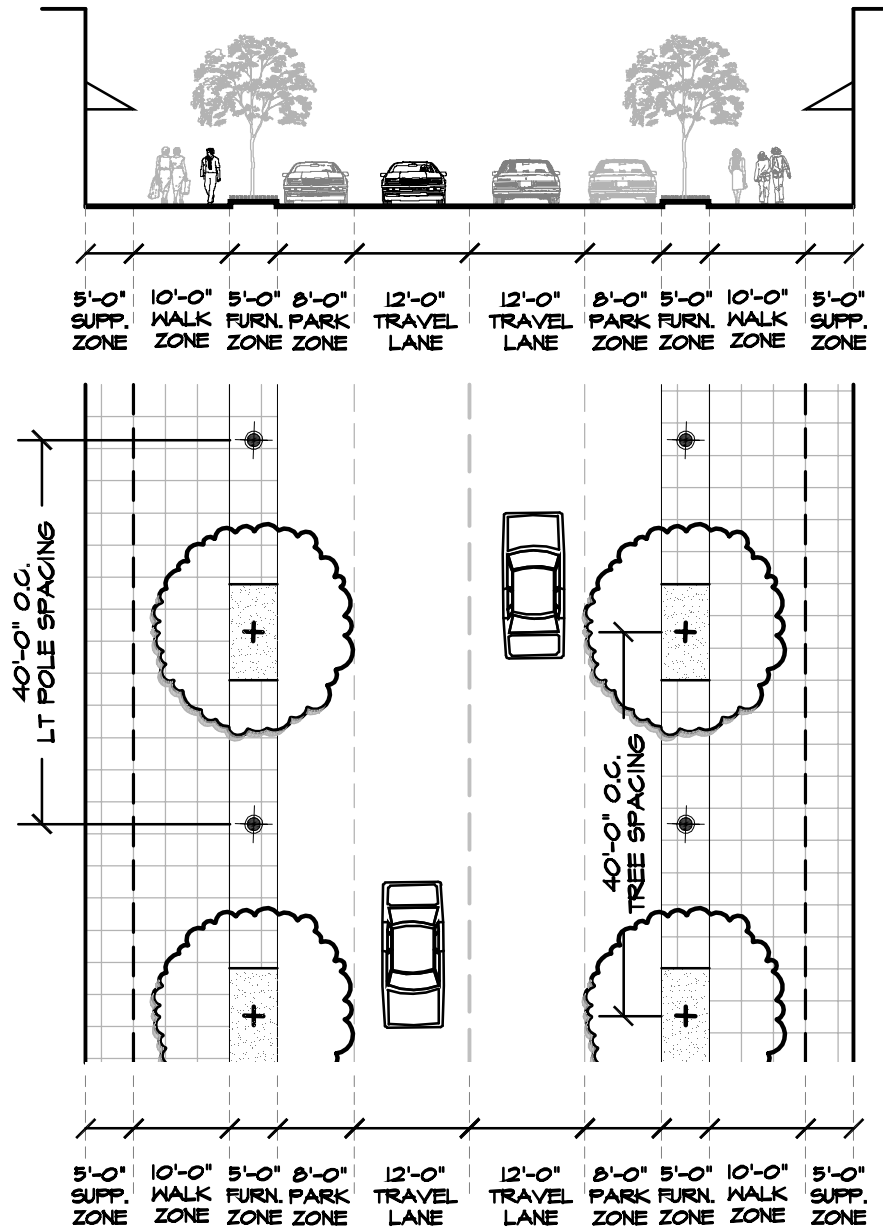 5'-0" 10'-0" 5'-0" 8'-0" 12'-0" 12'-0" 8'-0" 5'-0" 10'-0" 5'-0"
SUPP. WALK FURN. PARK TRAVEL TRAVEL PARK FURN. WALK SUPP.
ZONE ZONE ZONE ZONE LANE LANE ZONE ZONE ZONE ZONE
40'-0" O.C.
LT POLE SPACING
40'-0" O.C.
TREE SPACING
5'-0" 10'-0" 5'-0" 8'-0" 12'-0" 12'-0" 8'-0" 5'-0" 10'-0" 5'-0"
SUPP. WALK FURN. PARK TRAVEL TRAVEL PARK FURN. WALK SUPP.
ZONE ZONE ZONE ZONE LANE LANE ZONE ZONE ZONE ZONE